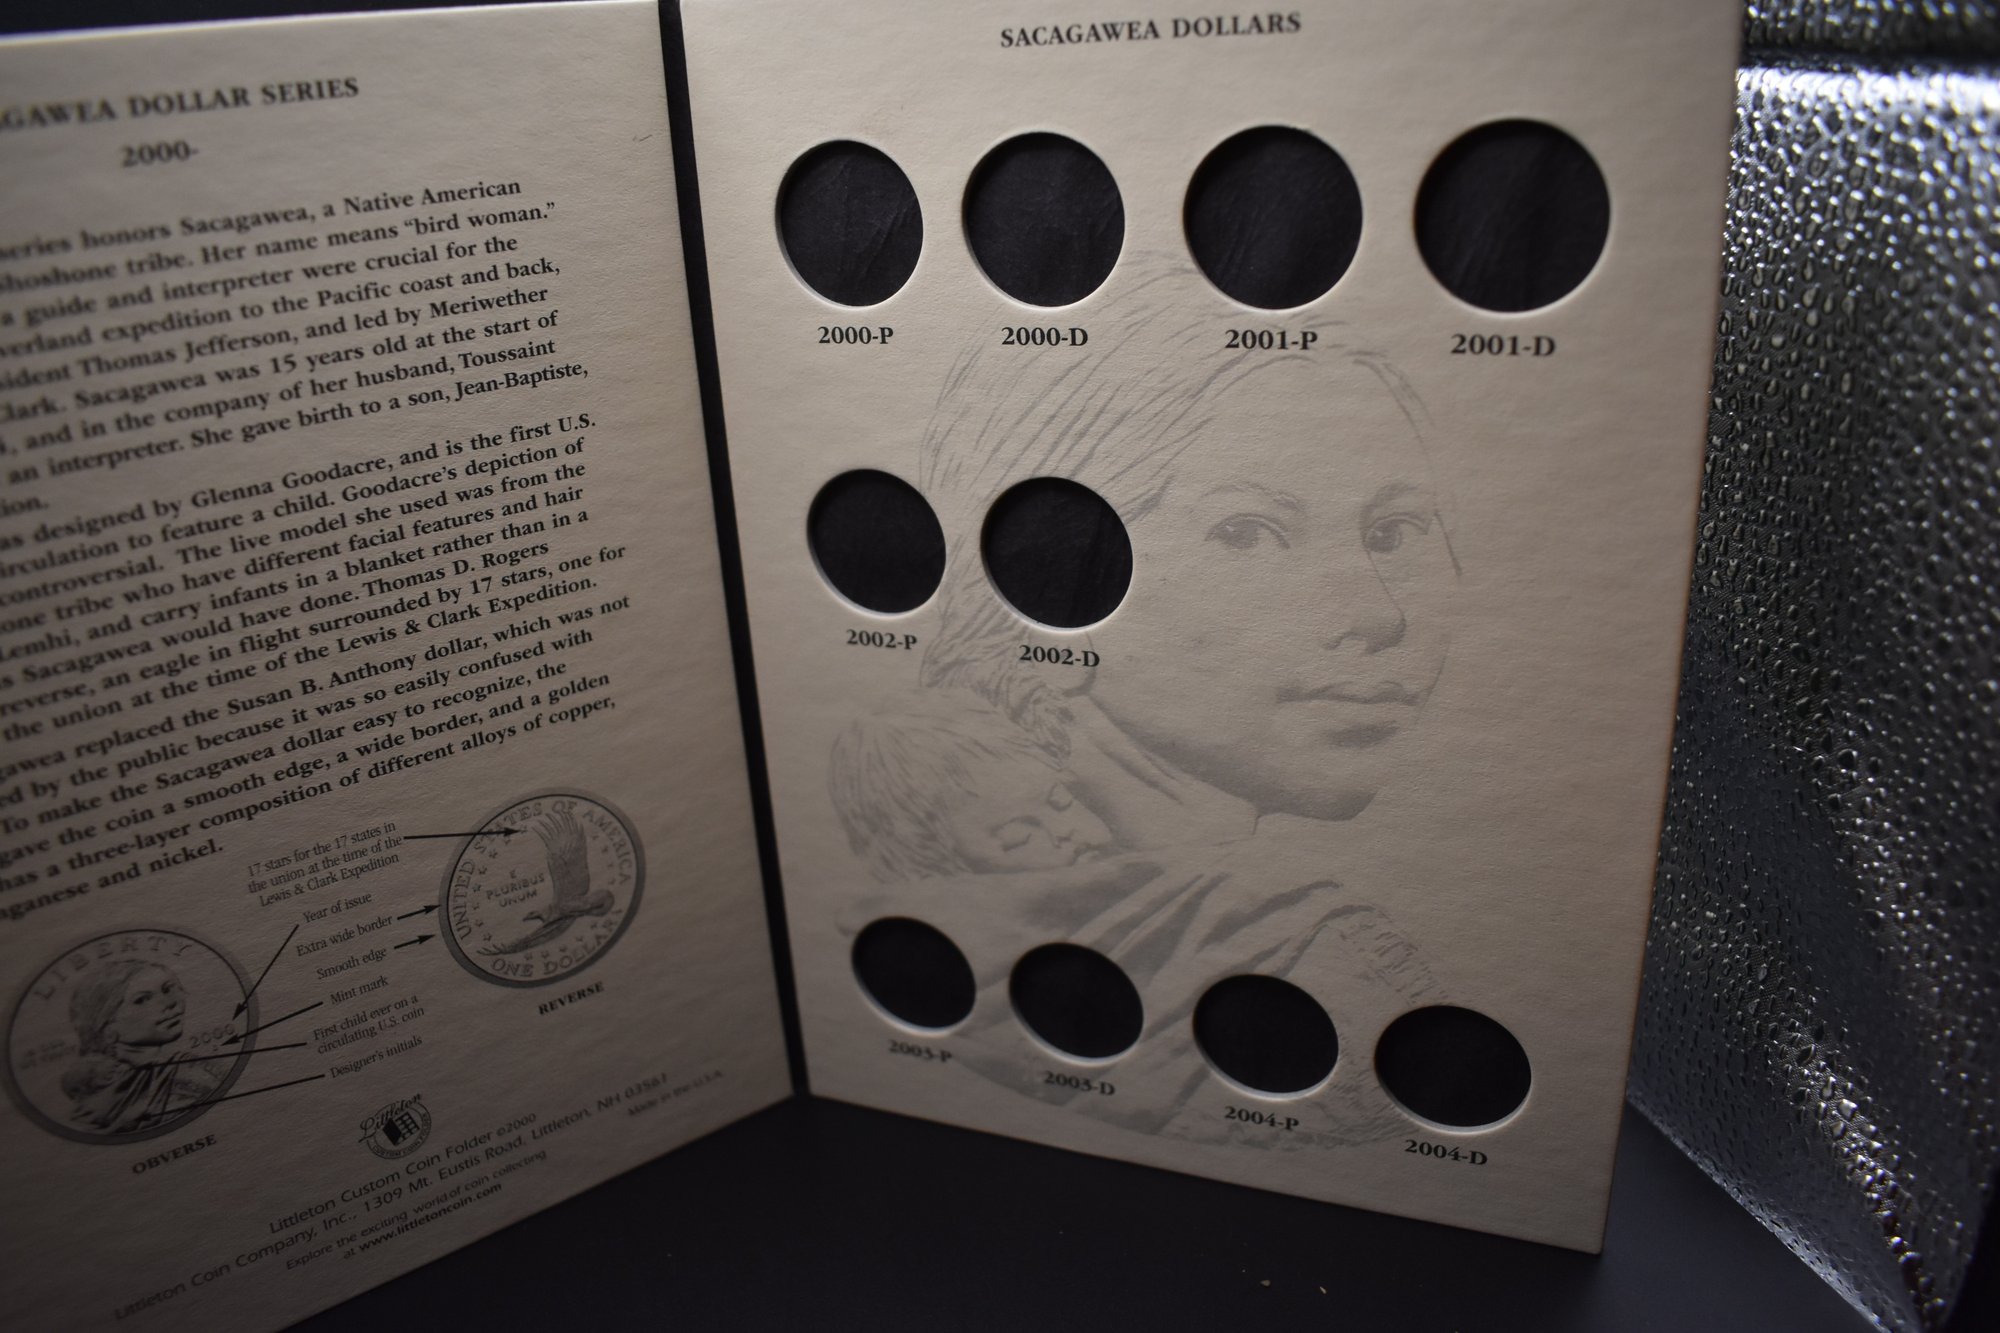 SACAGAWEA DOLLAR SERIES
2000-
series honors Sacagawea, a Native American
Shoshone tribe. Her name means “bird woman.”
a guide and interpreter were crucial for the
overland expedition to the Pacific coast and back,
President Thomas Jefferson, and led by Meriwether
Clark. Sacagawea was 15 years old at the start of
, and in the company of her husband, Toussaint
an interpreter. She gave birth to a son, Jean-Baptiste,
designed by Glenna Goodacre, and is the first U.S.
circulation to feature a child. Goodacre's depiction of
controversial. The live model she used was from the
tribe who have different facial features and hair
Lemhi, and carry infants in a blanket rather than in a
Sacagawea would have done. Thomas D. Rogers
reverse, an eagle in flight surrounded by 17 stars, one for
the union at the time of the Lewis & Clark Expedition.
replaced the Susan B. Anthony dollar, which was not
by the public because it was so easily confused with
To make the Sacagawea dollar easy to recognize, the
gave the coin a smooth edge, a wide border, and a golden
has a three-layer composition of different alloys of copper,
manganese and nickel.
17 stars for the 17 states in
the union at the time of the
Lewis & Clark Expedition
Year of issue
Extra wide border
Smooth edge
Mint mark
First child ever on a
circulating U.S. coin
Designer's initials
UNITED STATES OF AMERICA
E
PLURIBUS
UNUM
ONE DOLLAR
REVERSE
LIBERTY
2000
OBVERSE
Littleton
Littleton Custom Coin Folder ©2000
Littleton Coin Company, Inc., 1309 Mt. Eustis Road, Littleton, NH 03561
Made in the U.S.A.
Explore the exciting world of coin collecting
at www.littletoncoin.com
SACAGAWEA DOLLARS
2000-P 2000-D 2001-P 2001-D
2002-P 2002-D
2003-P 2003-D 2004-P 2004-D